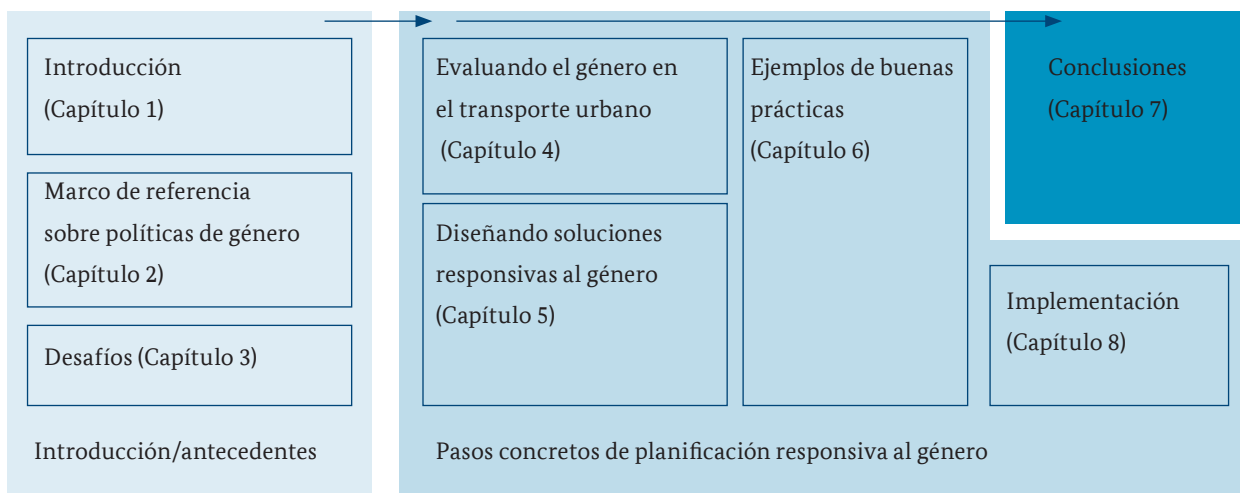 Introducción
(Capítulo 1)
Marco de referencia
sobre políticas de género
(Capítulo 2)
Desafíos (Capítulo 3)
Introducción/antecedentes
Evaluando el género en
el transporte urbano
(Capítulo 4)
Diseñando soluciones
responsivas al género
(Capítulo 5)
Ejemplos de buenas
prácticas
(Capítulo 6)
Conclusiones
(Capítulo 7)
Implementación
(Capítulo 8)
Pasos concretos de planificación responsiva al género